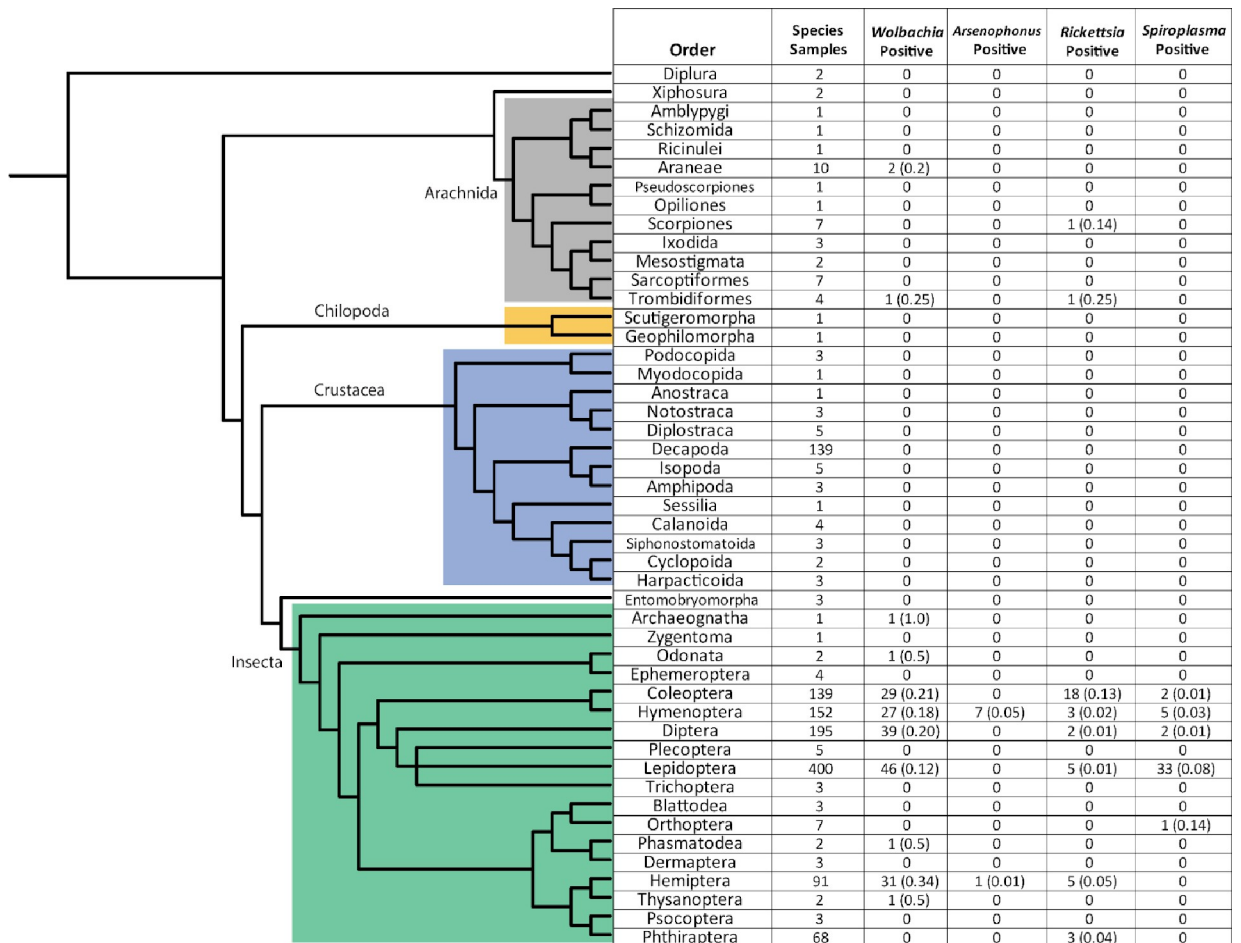 Order Species Samples Wolbachia Positive Arsenophonus Positive Rickettsia Positive Spiroplasma Positive
Diplura 2 0 0 0 0
Xiphosura 2 0 0 0 0
Amblypygi 1 0 0 0 0
Schizomida 1 0 0 0 0
Ricinulei 1 0 0 0 0
Araneae 10 2 (0.2) 0 0 0
Arachnida
Pseudoscorpiones 1 0 0 0 0
Opiliones 1 0 0 0 0
Scorpiones 7 0 0 1 (0.14) 0
Ixodida 3 0 0 0 0
Mesostigmata 2 0 0 0 0
Sarcoptiformes 7 0 0 0 0
Trombidiformes 4 1 (0.25) 0 1 (0.25) 0
Chilopoda
Scutigeromorpha 1 0 0 0 0
Geophilomorpha 1 0 0 0 0
Podocopida 3 0 0 0 0
Myodocopida 1 0 0 0 0
Crustacea
Anostraca 1 0 0 0 0
Notostraca 3 0 0 0 0
Diplostraca 5 0 0 0 0
Decapoda 139 0 0 0 0
Isopoda 5 0 0 0 0
Amphipoda 3 0 0 0 0
Sessilia 1 0 0 0 0
Calanoida 4 0 0 0 0
Siphonostomatoida 3 0 0 0 0
Cyclopoida 2 0 0 0 0
Harpacticoida 3 0 0 0 0
Entomobryomorpha 3 0 0 0 0
Archaeognatha 1 1 (1.0) 0 0 0
Zygentoma 1 0 0 0 0
Insecta
Odonata 2 1 (0.5) 0 0 0
Ephemeroptera 4 0 0 0 0
Coleoptera 139 29 (0.21) 0 18 (0.13) 2 (0.01)
Hymenoptera 152 27 (0.18) 7 (0.05) 3 (0.02) 5 (0.03)
Diptera 195 39 (0.20) 0 2 (0.01) 2 (0.01)
Plecoptera 5 0 0 0 0
Lepidoptera 400 46 (0.12) 0 5 (0.01) 33 (0.08)
Trichoptera 3 0 0 0 0
Blattodea 3 0 0 0 0
Orthoptera 7 0 0 0 1 (0.14)
Phasmatodea 2 1 (0.5) 0 0 0
Dermaptera 3 0 0 0 0
Hemiptera 91 31 (0.34) 1 (0.01) 5 (0.05) 0
Thysanoptera 2 1 (0.5) 0 0 0
Psocoptera 3 0 0 0 0
Phthiraptera 68 0 0 3 (0.04) 0